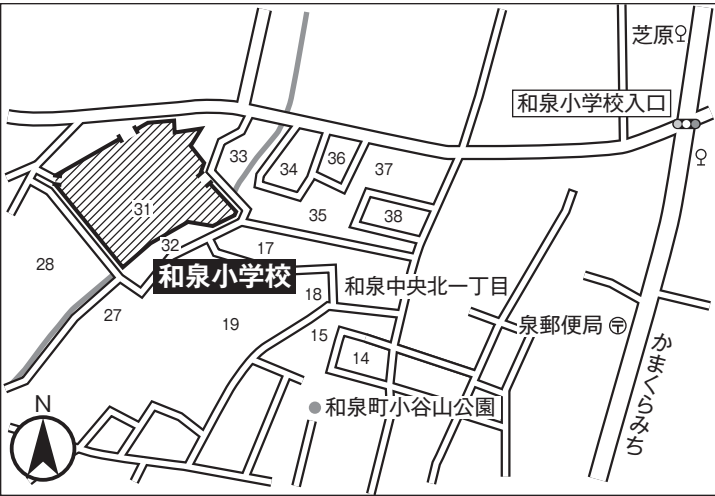 芝原
和泉小学校入口
33
34
36
37
31
35
38
32
17
28
和泉小学校
18
和泉中央北一丁目
27
19
15
泉郵便局 〶
14
かまくらみち
和泉町小谷山公園
N